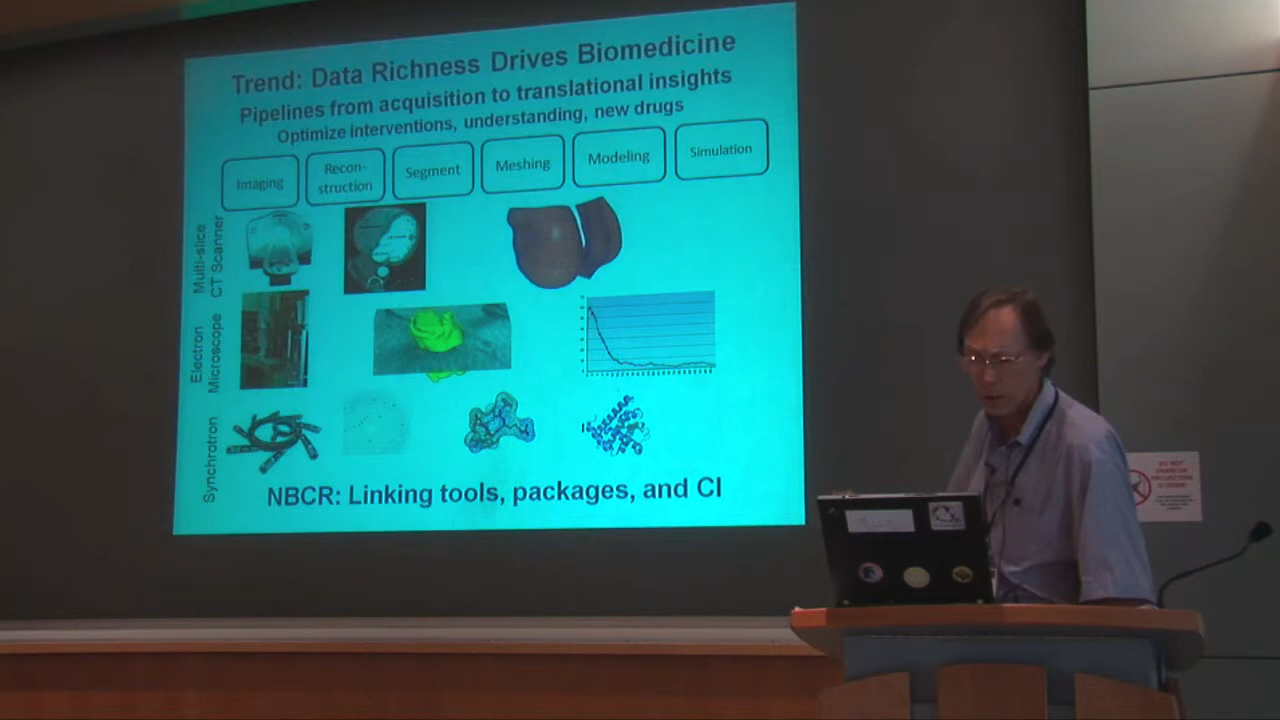 Trend: Data Richness Drives Biomedicine
Pipelines from acquisition to translational insights
Optimize interventions, understanding, new drugs
Imaging
Recon-
struction
Segment
Meshing
Modeling
Simulation
Multi-slice
CT Scanner
Electron
Microscope
Synchrotron
NBCR: Linking tools, packages, and CI